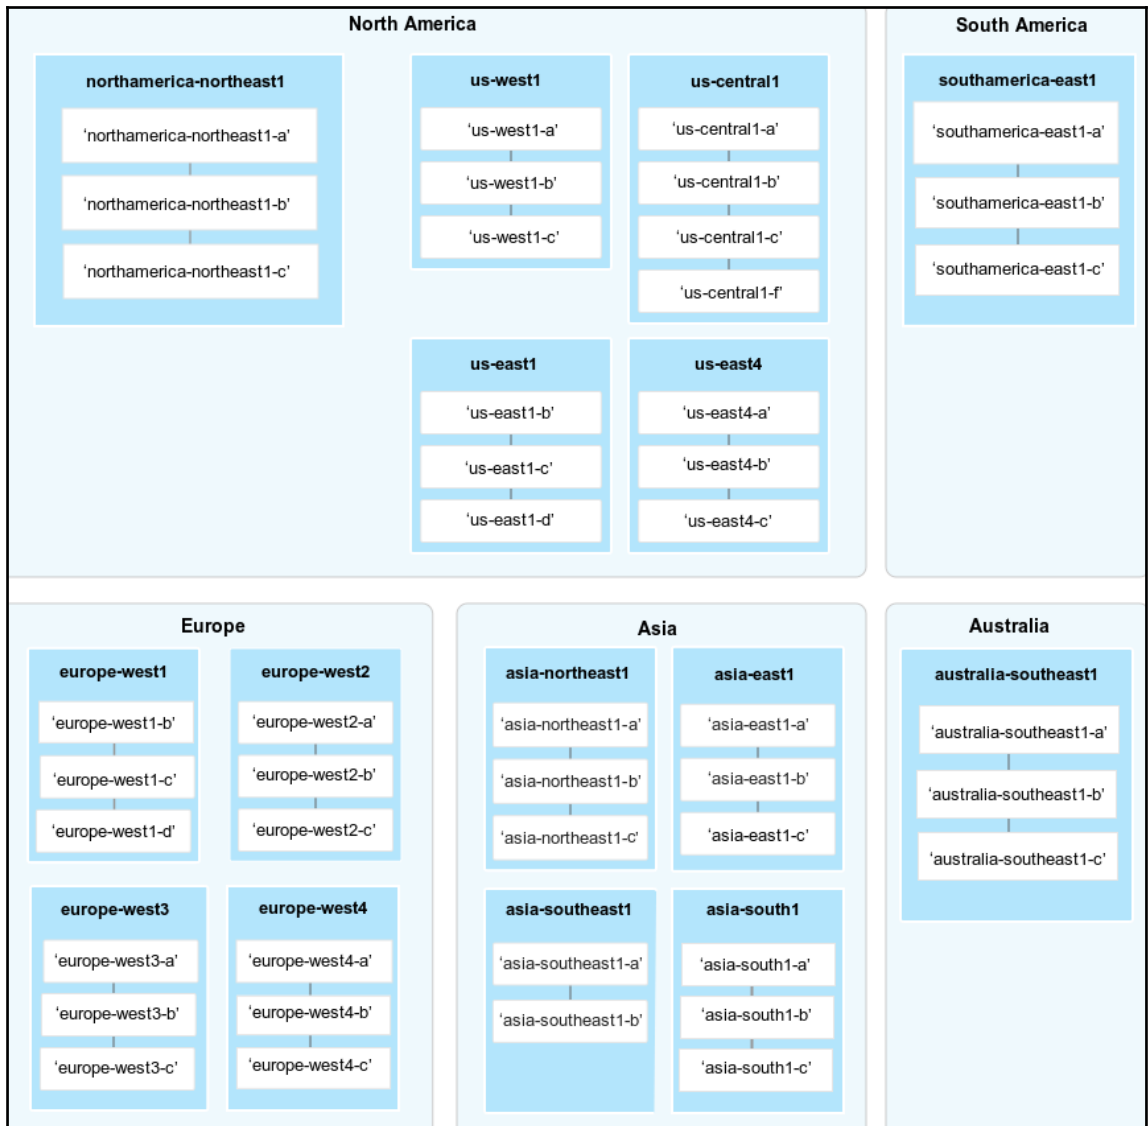 North America
northamerica-northeast1
‘northamerica-northeast1-a’
‘northamerica-northeast1-b’
‘northamerica-northeast1-c’
us-west1
‘us-west1-a’
‘us-west1-b’
‘us-west1-c’
us-central1
‘us-central1-a’
‘us-central1-b’
‘us-central1-c’
‘us-central1-f’
us-east1
‘us-east1-b’
‘us-east1-c’
‘us-east1-d’
us-east4
‘us-east4-a’
‘us-east4-b’
‘us-east4-c’
South America
southamerica-east1
‘southamerica-east1-a’
‘southamerica-east1-b’
‘southamerica-east1-c’
Europe
europe-west1
‘europe-west1-b’
‘europe-west1-c’
‘europe-west1-d’
europe-west2
‘europe-west2-a’
‘europe-west2-b’
‘europe-west2-c’
europe-west3
‘europe-west3-a’
‘europe-west3-b’
‘europe-west3-c’
europe-west4
‘europe-west4-a’
‘europe-west4-b’
‘europe-west4-c’
Asia
asia-northeast1
‘asia-northeast1-a’
‘asia-northeast1-b’
‘asia-northeast1-c’
asia-east1
‘asia-east1-a’
‘asia-east1-b’
‘asia-east1-c’
asia-southeast1
‘asia-southeast1-a’
‘asia-southeast1-b’
asia-south1
‘asia-south1-a’
‘asia-south1-b’
‘asia-south1-c’
Australia
australia-southeast1
‘australia-southeast1-a’
‘australia-southeast1-b’
‘australia-southeast1-c’